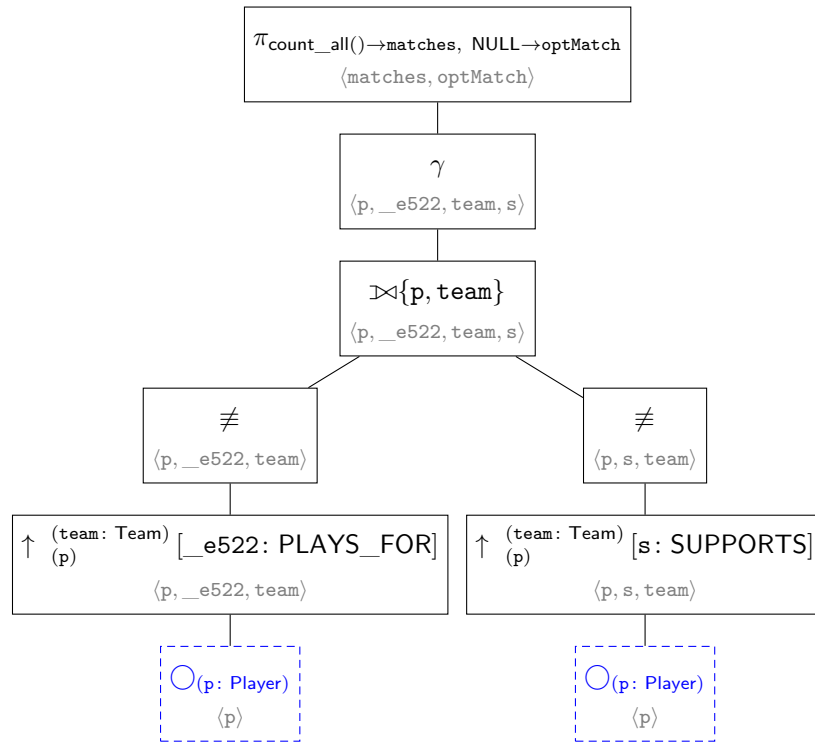 π count_all()→matches, NULL→optMatch
⟨matches, optMatch⟩
γ
⟨p, __e522, team, s⟩
⟕{p, team}
⟨p, __e522, team, s⟩
≢ ≢
⟨p, __e522, team⟩ ⟨p, s, team⟩
↑ (team: Team) (p) [__e522: PLAYS_FOR] ↑ (team: Team) (p) [s: SUPPORTS]
⟨p, __e522, team⟩ ⟨p, s, team⟩
○(p: Player) ○(p: Player)
⟨p⟩ ⟨p⟩